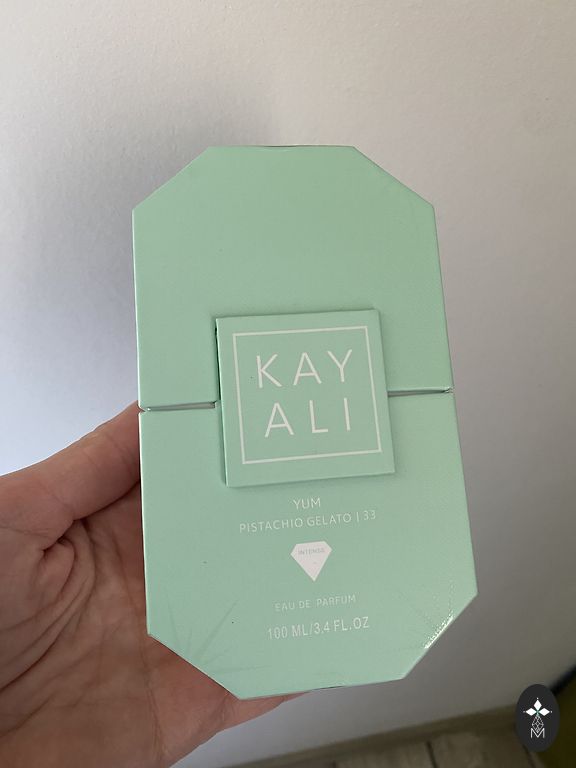 KAY
ALI
YUM
PISTACHIO GELATO | 33
INTENSE
EAU DE PARFUM
100 ML/3.4 FL.OZ
M